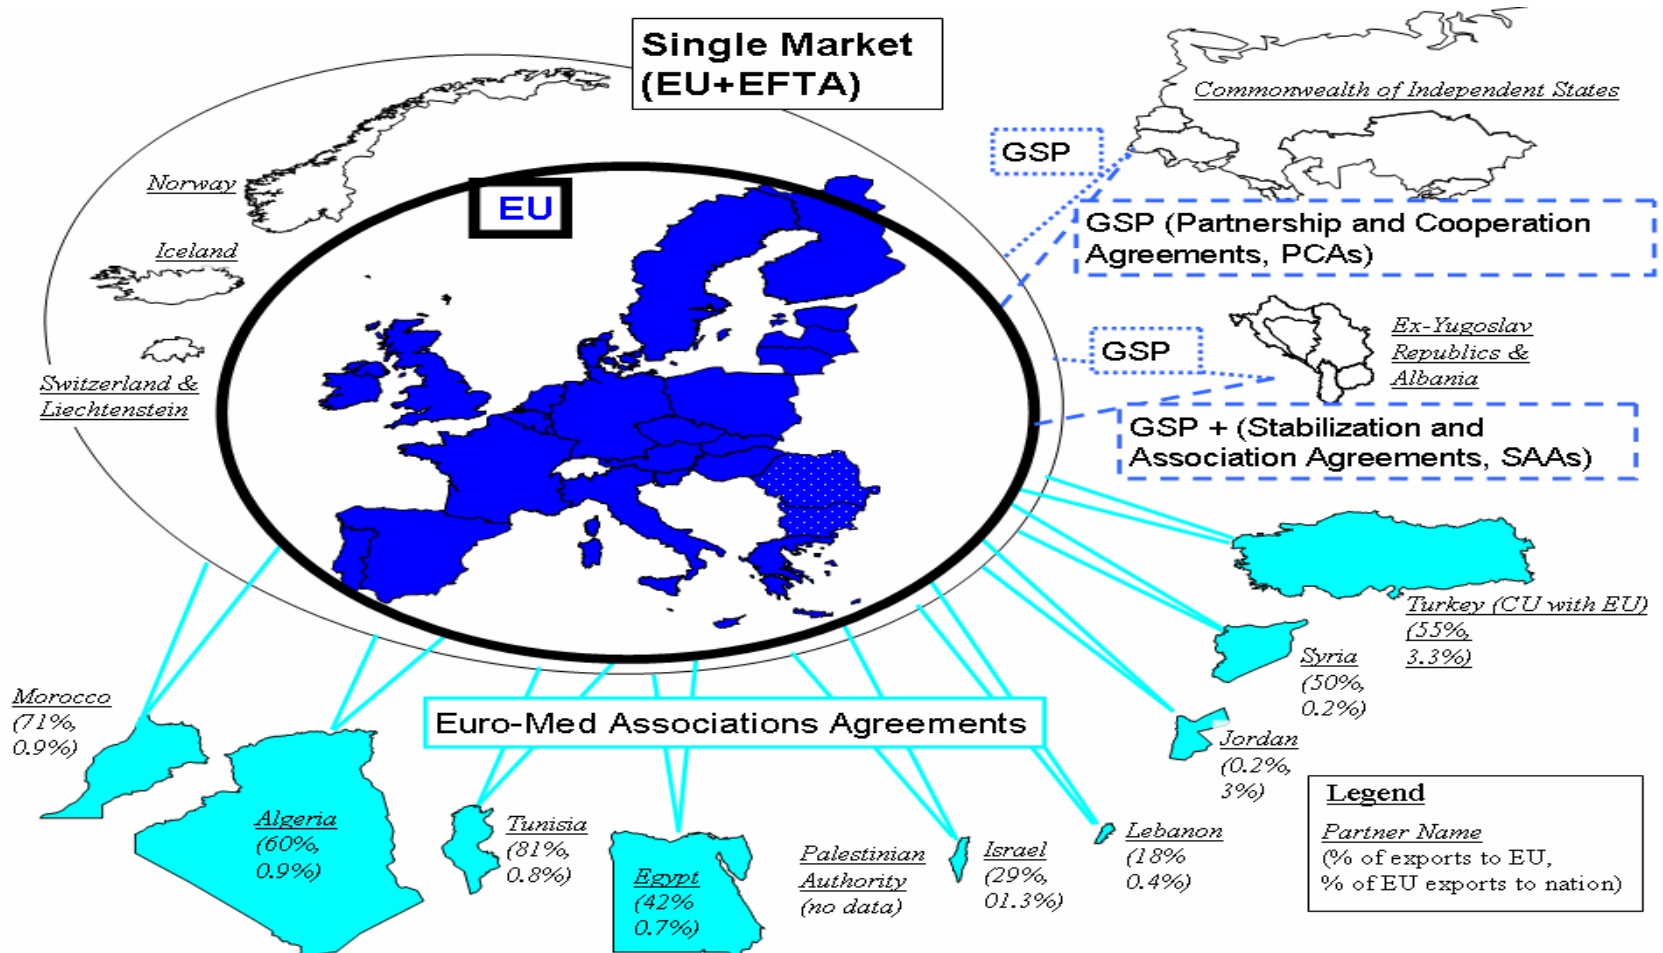 Single Market
(EU+EFTA)
Commonwealth of Independent States
GSP
Norway
EU
GSP (Partnership and Cooperation
Agreements, PCAs)
Iceland
Ex-Yugoslav
Republics &
Albania
GSP
Switzerland &
Liechtenstein
GSP + (Stabilization and
Association Agreements, SAAs)
Turkey (CU with EU)
(55%,
3.3%)
Syria
(50%,
0.2%)
Morocco
(71%,
0.9%)
Euro-Med Associations Agreements
Jordan
(0.2%,
3%)
Algeria
(60%,
0.9%)
Tunisia
(81%,
0.8%)
Egypt
(42%
0.7%)
Palestinian
Authority
(no data)
Israel
(29%,
01.3%)
Lebanon
(18%
0.4%)
Legend
Partner Name
(% of exports to EU,
% of EU exports to nation)